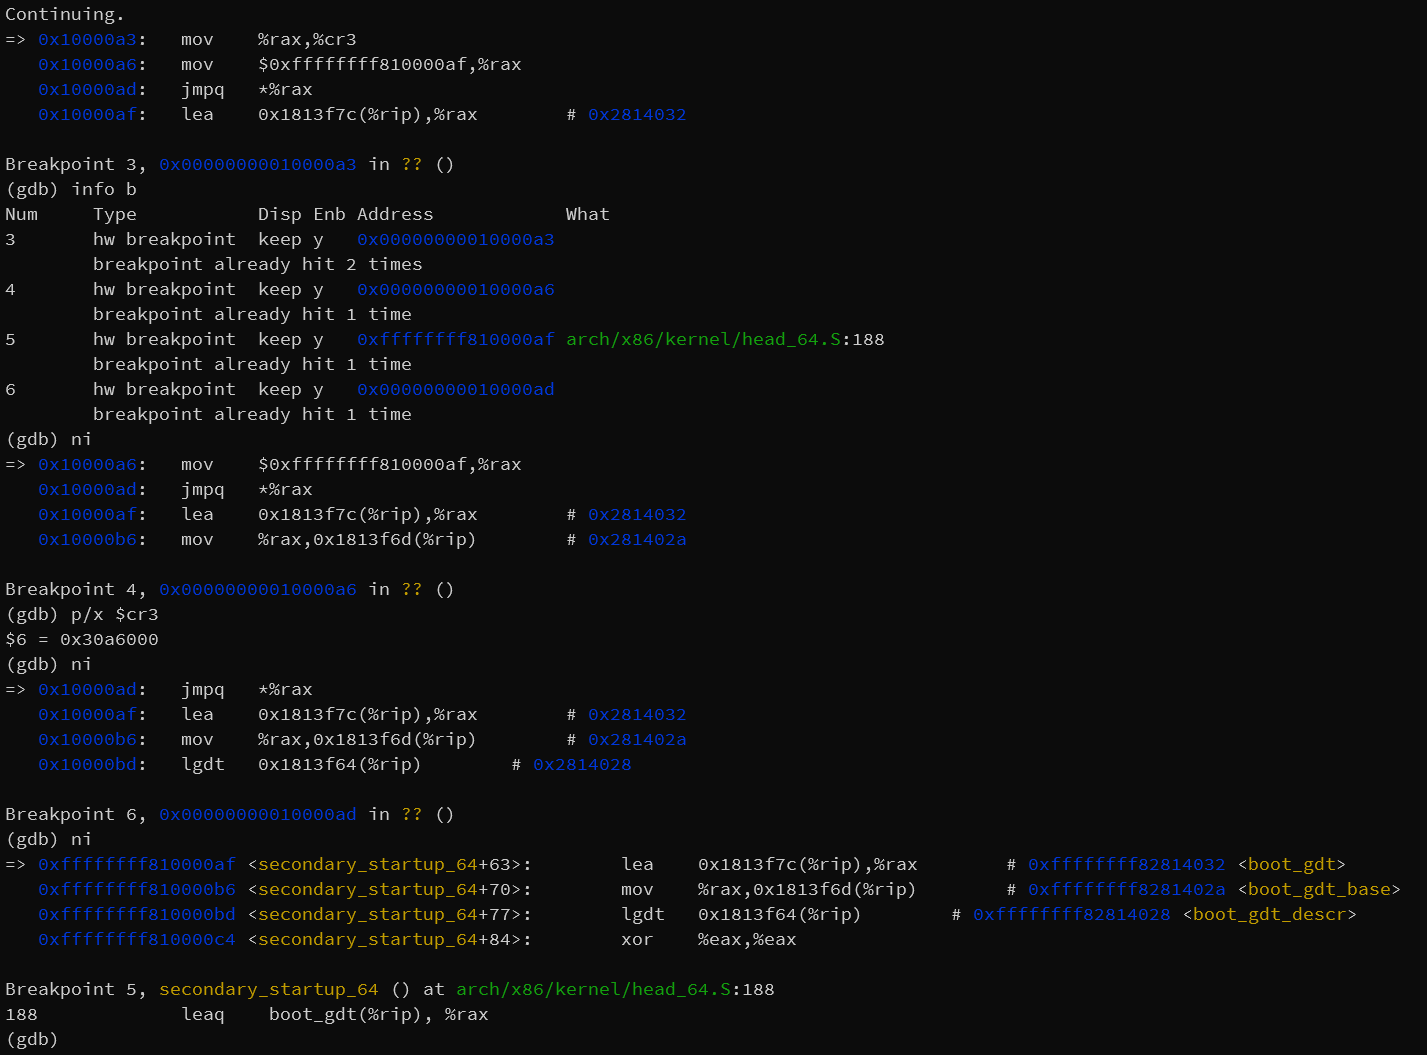 Continuing.
=> 0x10000a3:   mov    %rax,%cr3
   0x10000a6:   mov    $0xffffffff810000af,%rax
   0x10000ad:   jmpq   *%rax
   0x10000af:   lea    0x1813f7c(%rip),%rax        # 0x2814032
Breakpoint 3, 0x00000000010000a3 in ?? ()
(gdb) info b
Num     Type           Disp Enb Address            What
3       hw breakpoint  keep y   0x00000000010000a3
        breakpoint already hit 2 times
4       hw breakpoint  keep y   0x00000000010000a6
        breakpoint already hit 1 time
5       hw breakpoint  keep y   0xffffffff810000af arch/x86/kernel/head_64.S:188
        breakpoint already hit 1 time
6       hw breakpoint  keep y   0x00000000010000ad
        breakpoint already hit 1 time
(gdb) ni
=> 0x10000a6:   mov    $0xffffffff810000af,%rax
   0x10000ad:   jmpq   *%rax
   0x10000af:   lea    0x1813f7c(%rip),%rax        # 0x2814032
   0x10000b6:   mov    %rax,0x1813f6d(%rip)        # 0x281402a
Breakpoint 4, 0x00000000010000a6 in ?? ()
(gdb) p/x $cr3
$6 = 0x30a6000
(gdb) ni
=> 0x10000ad:   jmpq   *%rax
   0x10000af:   lea    0x1813f7c(%rip),%rax        # 0x2814032
   0x10000b6:   mov    %rax,0x1813f6d(%rip)        # 0x281402a
   0x10000bd:   lgdt   0x1813f64(%rip)        # 0x2814028
Breakpoint 6, 0x00000000010000ad in ?? ()
(gdb) ni
=> 0xffffffff810000af <secondary_startup_64+63>:        lea    0x1813f7c(%rip),%rax        # 0xffffffff82814032 <boot_gdt>
   0xffffffff810000b6 <secondary_startup_64+70>:        mov    %rax,0x1813f6d(%rip)        # 0xffffffff8281402a <boot_gdt_base>
   0xffffffff810000bd <secondary_startup_64+77>:        lgdt   0x1813f64(%rip)        # 0xffffffff82814028 <boot_gdt_descr>
   0xffffffff810000c4 <secondary_startup_64+84>:        xor    %eax,%eax
Breakpoint 5, secondary_startup_64 () at arch/x86/kernel/head_64.S:188
188             leaq    boot_gdt(%rip), %rax
(gdb)